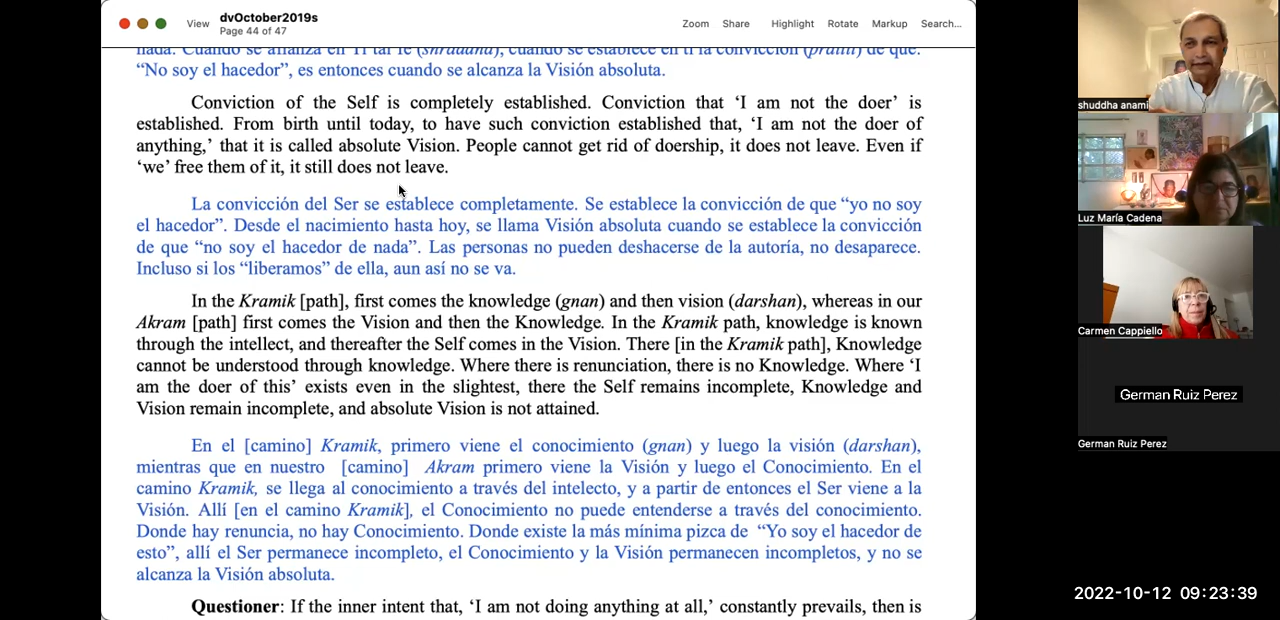 View
dvOctober2019s
Page 44 of 47
Zoom Share Highlight Rotate Markup Search...
nada. Cuando se afianza en Ti tal fe (shraddha), cuando se establece en ti la convicción (pratiti) de que:
“No soy el hacedor”, es entonces cuando se alcanza la Visión absoluta.
Conviction of the Self is completely established. Conviction that ‘I am not the doer’ is
established. From birth until today, to have such conviction established that, ‘I am not the doer of
anything,’ that it is called absolute Vision. People cannot get rid of doership, it does not leave. Even if
‘we’ free them of it, it still does not leave.
La convicción del Ser se establece completamente. Se establece la convicción de que “yo no soy
el hacedor”. Desde el nacimiento hasta hoy, se llama Visión absoluta cuando se establece la convicción
de que “no soy el hacedor de nada”. Las personas no pueden deshacerse de la autoría, no desaparece.
Incluso si los “liberamos” de ella, aun así no se va.
In the Kramik [path], first comes the knowledge (gnan) and then vision (darshan), whereas in our
Akram [path] first comes the Vision and then the Knowledge. In the Kramik path, knowledge is known
through the intellect, and thereafter the Self comes in the Vision. There [in the Kramik path], Knowledge
cannot be understood through knowledge. Where there is renunciation, there is no Knowledge. Where ‘I
am the doer of this’ exists even in the slightest, there the Self remains incomplete, Knowledge and
Vision remain incomplete, and absolute Vision is not attained.
En el [camino] Kramik, primero viene el conocimiento (gnan) y luego la visión (darshan),
mientras que en nuestro [camino] Akram primero viene la Visión y luego el Conocimiento. En el
camino Kramik, se llega al conocimiento a través del intelecto, y a partir de entonces el Ser viene a la
Visión. Allí [en el camino Kramik], el Conocimiento no puede entenderse a través del conocimiento.
Donde hay renuncia, no hay Conocimiento. Donde existe la más mínima pizca de “Yo soy el hacedor de
esto”, allí el Ser permanece incompleto, el Conocimiento y la Visión permanecen incompletos, y no se
alcanza la Visión absoluta.
Questioner: If the inner intent that, ‘I am not doing anything at all,’ constantly prevails, then is
shuddha anami
Luz María Cadena
Carmen Cappiello
German Ruiz Perez
German Ruiz Perez
2022-10-12 09:23:39